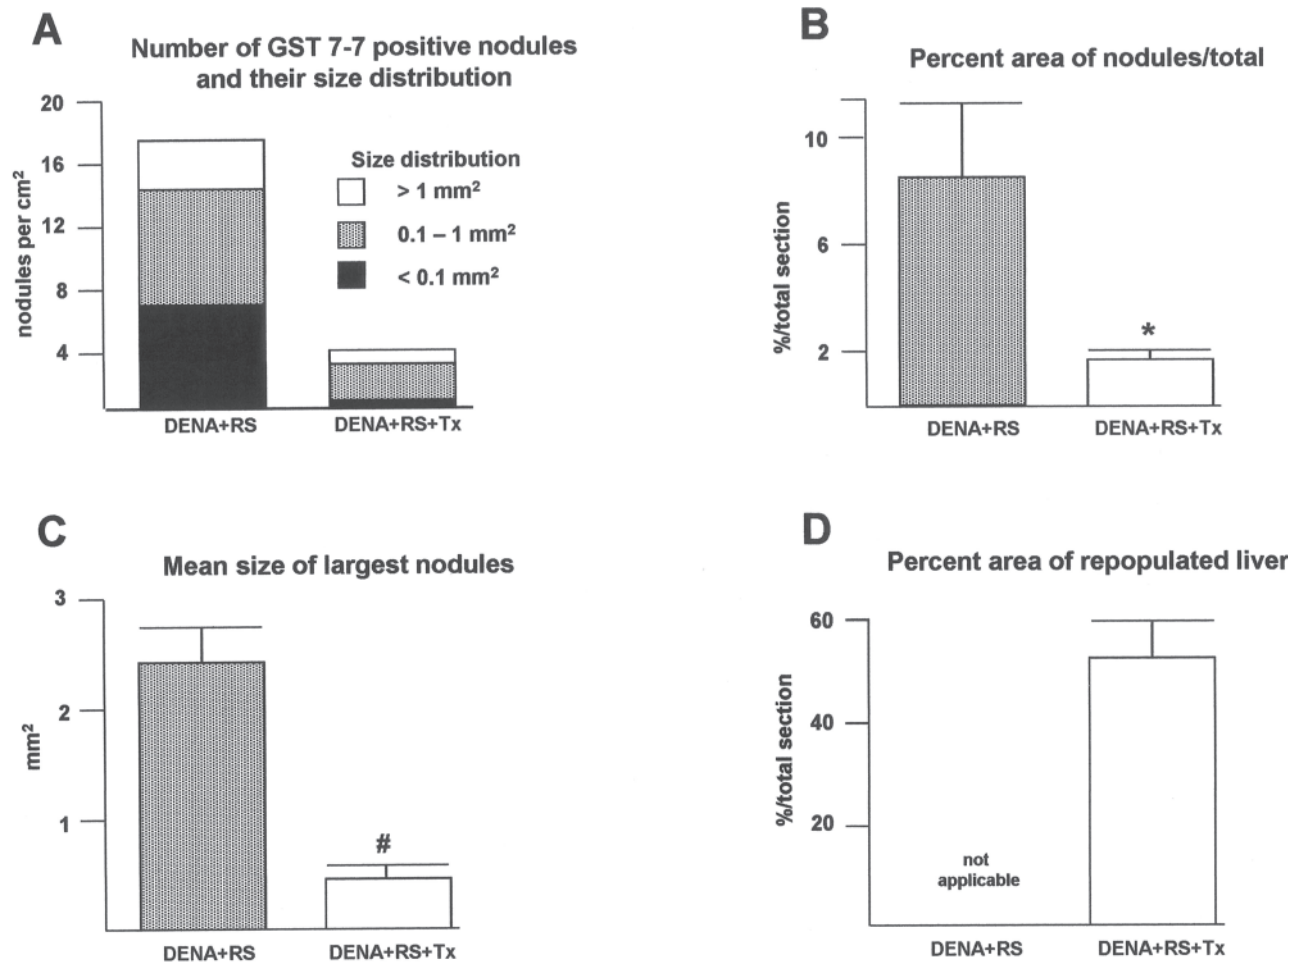 A
Number of GST 7-7 positive nodules
and their size distribution
20
16
12
8
4
nodules per cm²
Size distribution
> 1 mm²
0.1 – 1 mm²
< 0.1 mm²
DENA+RS
DENA+RS+Tx
B
Percent area of nodules/total
10
6
2
%/total section
*
DENA+RS
DENA+RS+Tx
C
Mean size of largest nodules
3
2
1
mm²
#
DENA+RS
DENA+RS+Tx
D
Percent area of repopulated liver
60
40
20
%/total section
not
applicable
DENA+RS
DENA+RS+Tx